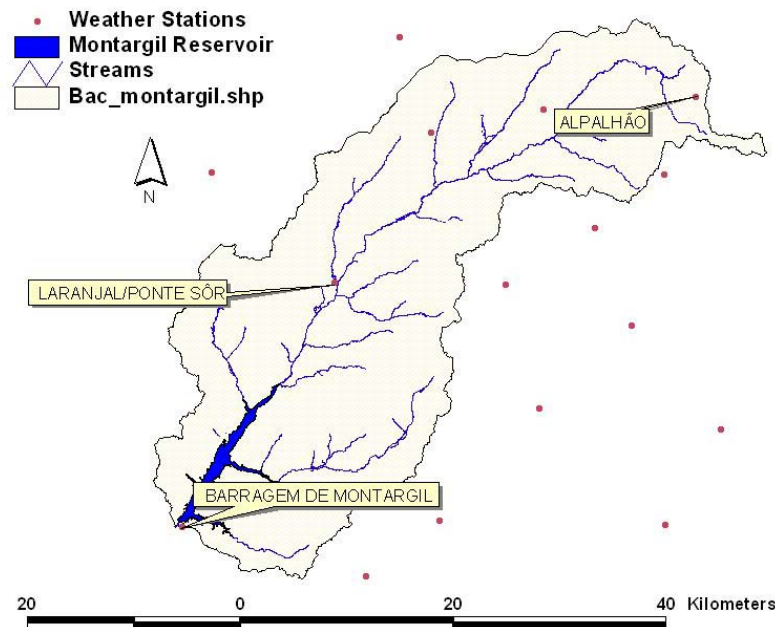 Weather Stations
Montargil Reservoir
Streams
Bac_montargil.shp
ALPALHÃO
N
LARANJAL/PONTE SÔR
BARRAGEM DE MONTARGIL
20 0 20 40 Kilometers